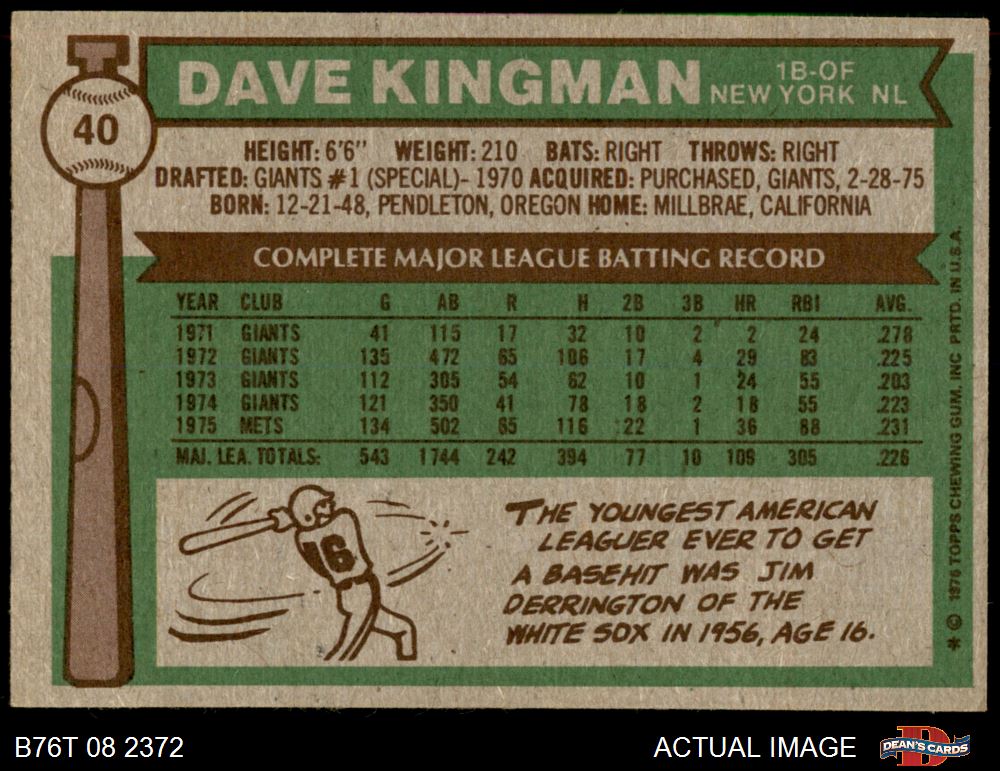 DAVE KINGMAN 1B-OF NEW YORK NL
40
HEIGHT: 6'6" WEIGHT: 210 BATS: RIGHT THROWS: RIGHT
DRAFTED: GIANTS #1 (SPECIAL)- 1970 ACQUIRED: PURCHASED, GIANTS, 2-28-75
BORN: 12-21-48, PENDLETON, OREGON HOME: MILLBRAE, CALIFORNIA
COMPLETE MAJOR LEAGUE BATTING RECORD
YEAR CLUB G AB R H 2B 3B HR RBI AVG.
1971 GIANTS 41 115 17 32 10 2 2 24 .278
1972 GIANTS 135 472 65 106 17 4 29 83 .225
1973 GIANTS 112 305 54 62 10 1 24 55 .203
1974 GIANTS 121 350 41 78 18 2 18 55 .223
1975 METS 134 502 65 116 22 1 36 88 .231
MAJ. LEA. TOTALS: 543 1744 242 394 77 10 109 305 .226
16
THE YOUNGEST AMERICAN
LEAGUER EVER TO GET
A BASEHIT WAS JIM
DERRINGTON OF THE
WHITE SOX IN 1956, AGE 16.
* © 1976 TOPPS CHEWING GUM, INC PRTD. IN U.S.A.
B76T 08 2372
ACTUAL IMAGE
DEAN'S CARDS